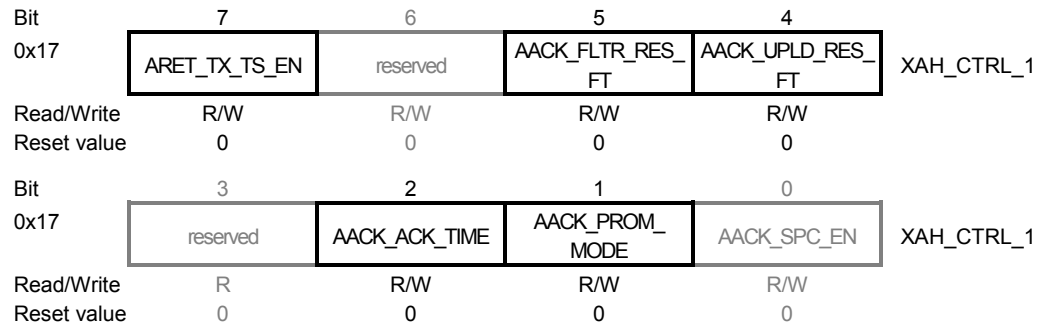 Bit 7 6 5 4
0x17 ARET_TX_TS_EN reserved AACK_FLTR_RES_ AACK_UPLD_RES_ XAH_CTRL_1
FT FT
Read/Write R/W R/W R/W R/W
Reset value 0 0 0 0
Bit 3 2 1 0
0x17 reserved AACK_ACK_TIME AACK_PROM_ AACK_SPC_EN XAH_CTRL_1
MODE
Read/Write R R/W R/W R/W
Reset value 0 0 0 0